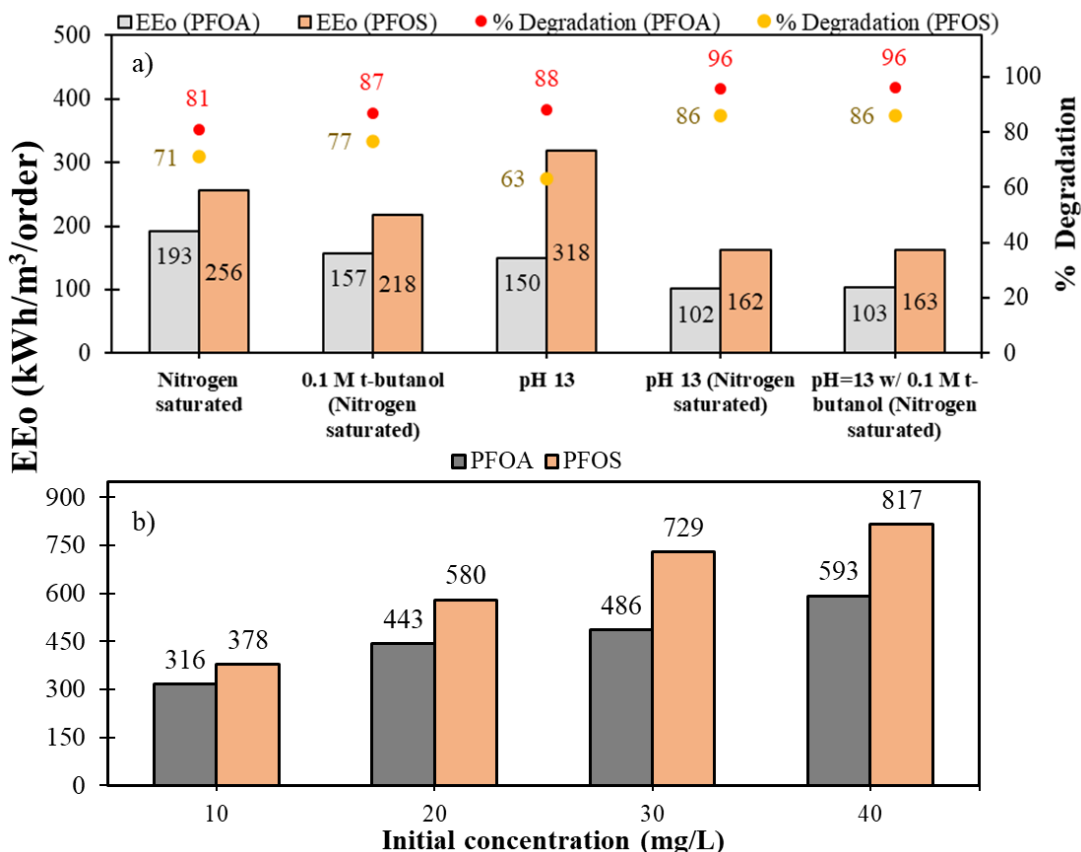 EEo (PFOA) EEo (PFOS) % Degradation (PFOA) % Degradation (PFOS)
a)
500
400
300
200
100
0
100
80
60
40
20
0
81
71
193
256
87
77
157
218
88
63
150
318
96
86
102
162
96
86
103
163
Nitrogen
saturated
0.1 M t-butanol
(Nitrogen
saturated)
pH 13
pH 13 (Nitrogen
saturated)
pH=13 w/ 0.1 M t-
butanol (Nitrogen
saturated)
EEo (kWh/m³/order)
% Degradation
PFOA PFOS
b)
900
750
600
450
300
150
0
316
378
443
580
486
729
593
817
10
20
30
40
Initial concentration (mg/L)